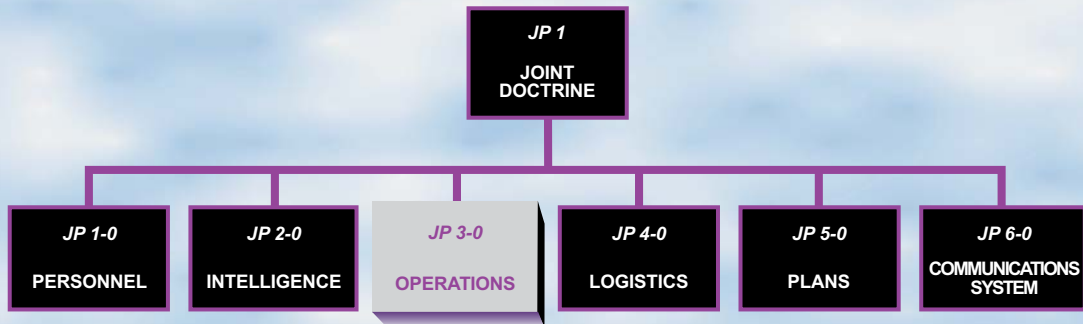 JP 1
JOINT
DOCTRINE
JP 1-0
PERSONNEL
JP 2-0
INTELLIGENCE
JP 3-0
OPERATIONS
JP 4-0
LOGISTICS
JP 5-0
PLANS
JP 6-0
COMMUNICATIONS
SYSTEM